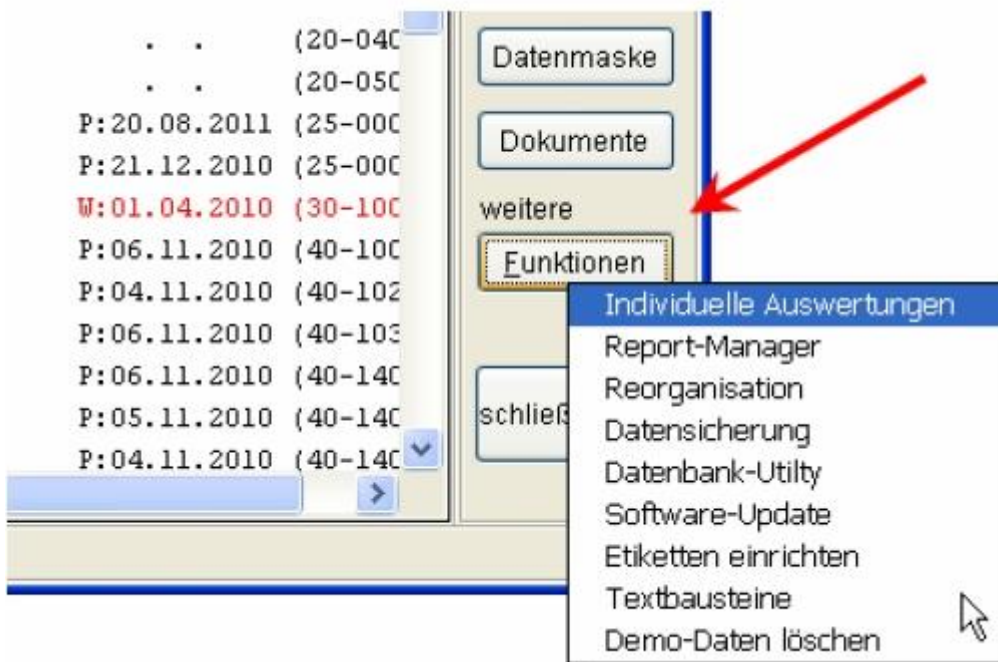 . . (20-040
. . (20-050
P:20.08.2011 (25-000
P:21.12.2010 (25-000
W:01.04.2010 (30-100
P:06.11.2010 (40-100
P:04.11.2010 (40-102
P:06.11.2010 (40-103
P:06.11.2010 (40-140
P:05.11.2010 (40-140
P:04.11.2010 (40-140
Datenmaske
Dokumente
weitere
Funktionen
schließ
Individuelle Auswertungen
Report-Manager
Reorganisation
Datensicherung
Datenbank-Utilty
Software-Update
Etiketten einrichten
Textbausteine
Demo-Daten löschen